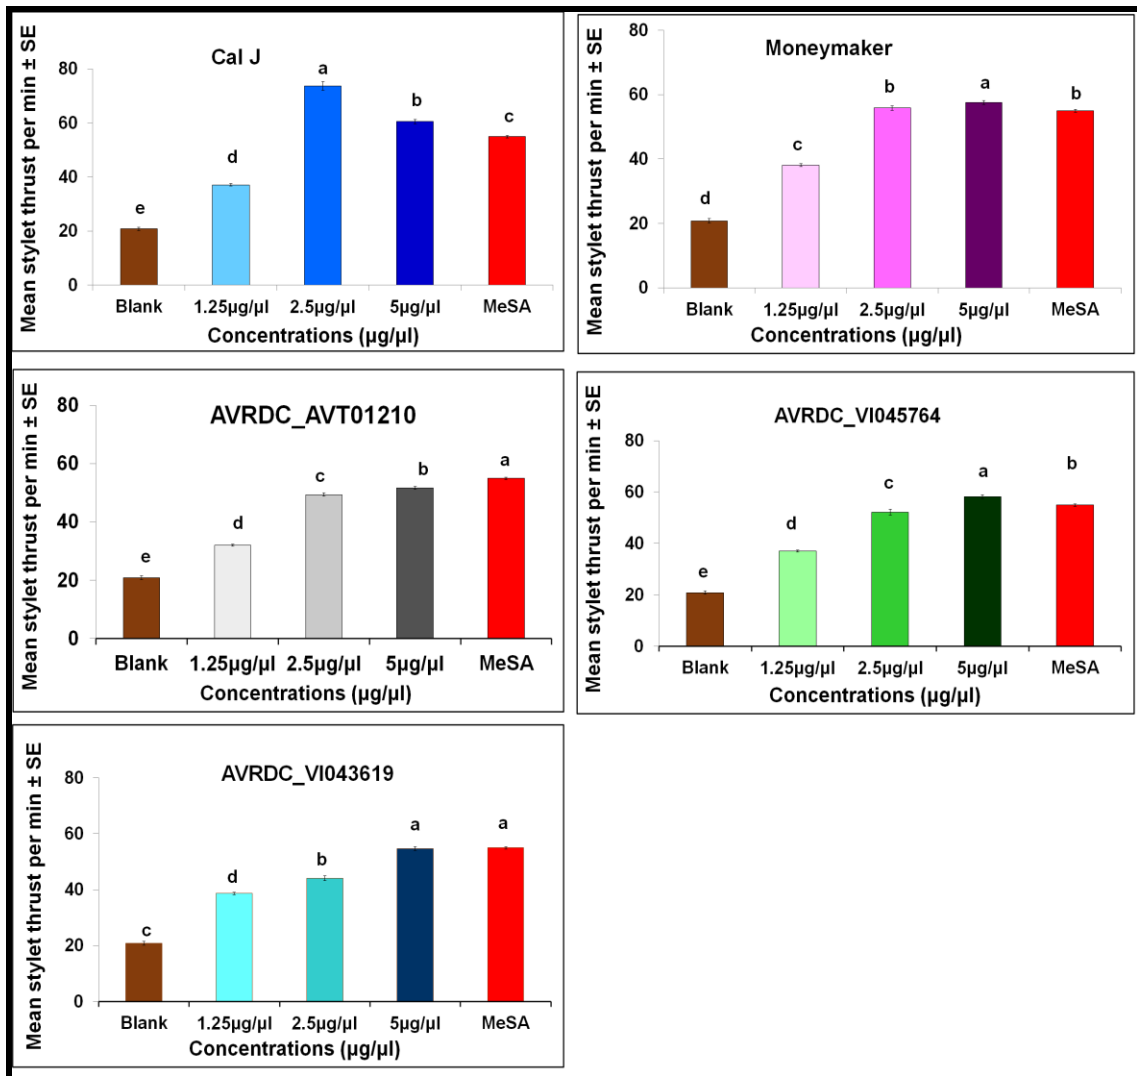 Cal J
Mean stylet thrust per min ± SE
80
60
40
20
0
e
d
a
b
c
Blank 1.25µg/µl 2.5µg/µl 5µg/µl MeSA
Concentrations (µg/µl)
Moneymaker
Mean stylet thrust per min ± SE
80
60
40
20
0
d
c
b
a
b
Blank 1.25µg/µl 2.5µg/µl 5µg/µl MeSA
Concentrations (µg/µl)
AVRDC_AVT01210
Mean stylet thrust per min ± SE
80
60
40
20
0
e
d
c
b
a
Blank 1.25µg/µl 2.5µg/µl 5µg/µl MeSA
Concentrations (µg/µl)
AVRDC_VI045764
Mean stylet thrust per min ± SE
80
60
40
20
0
e
d
c
a
b
Blank 1.25µg/µl 2.5µg/µl 5µg/µl MeSA
Concentrations (µg/µl)
AVRDC_VI043619
Mean stylet thrust per min ± SE
80
60
40
20
0
c
d
b
a
a
Blank 1.25µg/µl 2.5µg/µl 5µg/µl MeSA
Concentrations (µg/µl)